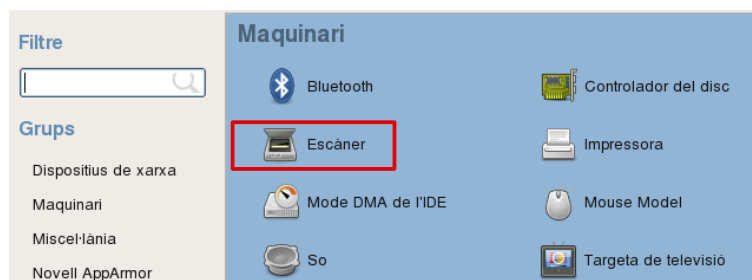 Filtre
Grups
Dispositius de xarxa
Maquinari
Miscel·lània
Novell AppArmor
Maquinari
Bluetooth
Controlador del disc
Escàner
Impressora
Mode DMA de l'IDE
Mouse Model
So
Targeta de televisió